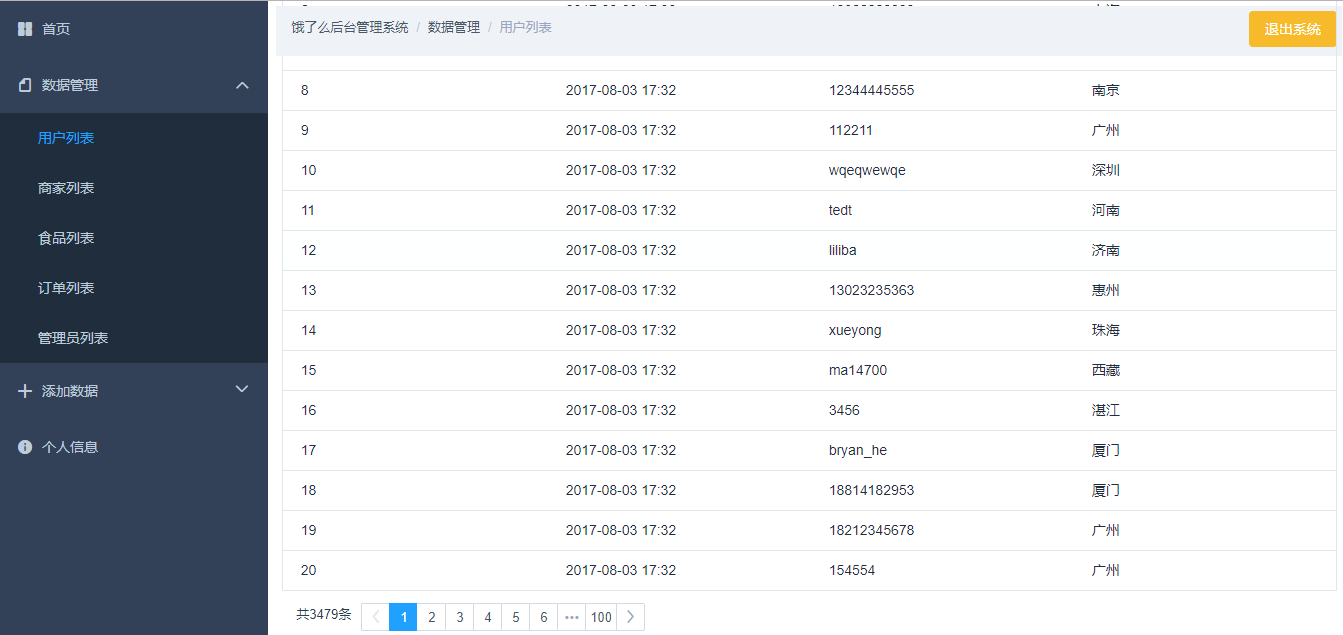 首页
数据管理
用户列表
商家列表
食品列表
订单列表
管理员列表
添加数据
个人信息
饿了么后台管理系统 / 数据管理 / 用户列表
退出系统
8 2017-08-03 17:32 12344445555 南京
9 2017-08-03 17:32 112211 广州
10 2017-08-03 17:32 wqeqwewqe 深圳
11 2017-08-03 17:32 tedt 河南
12 2017-08-03 17:32 liliba 济南
13 2017-08-03 17:32 13023235363 惠州
14 2017-08-03 17:32 xueyong 珠海
15 2017-08-03 17:32 ma14700 西藏
16 2017-08-03 17:32 3456 湛江
17 2017-08-03 17:32 bryan_he 厦门
18 2017-08-03 17:32 18814182953 厦门
19 2017-08-03 17:32 18212345678 广州
20 2017-08-03 17:32 154554 广州
共3479条 1 2 3 4 5 6 ••• 100